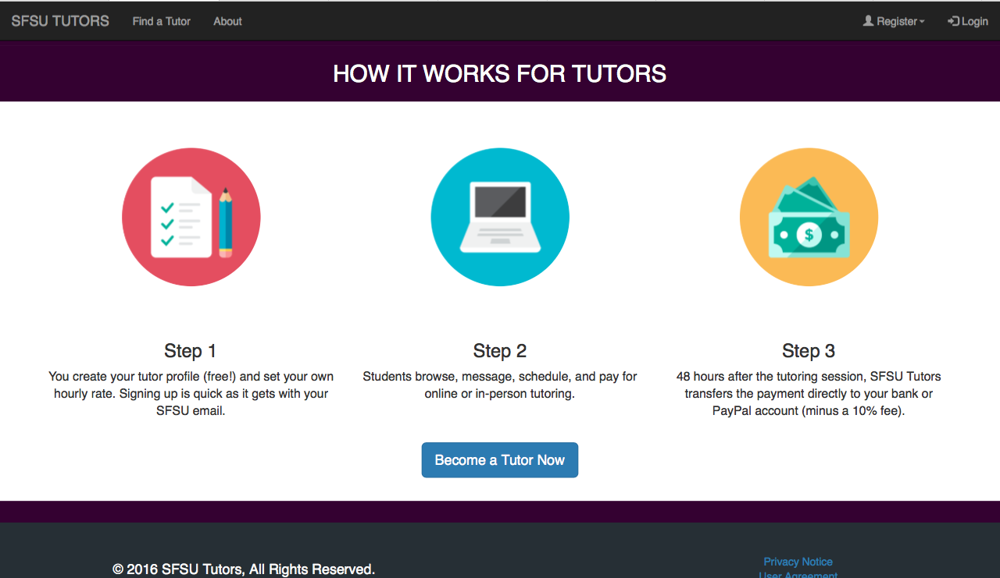 SFSU TUTORS Find a Tutor About Register Login
HOW IT WORKS FOR TUTORS
$
Step 1
You create your tutor profile (free!) and set your own
hourly rate. Signing up is quick as it gets with your
SFSU email.
Step 2
Students browse, message, schedule, and pay for
online or in-person tutoring.
Step 3
48 hours after the tutoring session, SFSU Tutors
transfers the payment directly to your bank or
PayPal account (minus a 10% fee).
Become a Tutor Now
© 2016 SFSU Tutors, All Rights Reserved.
Privacy Notice
User Agreement